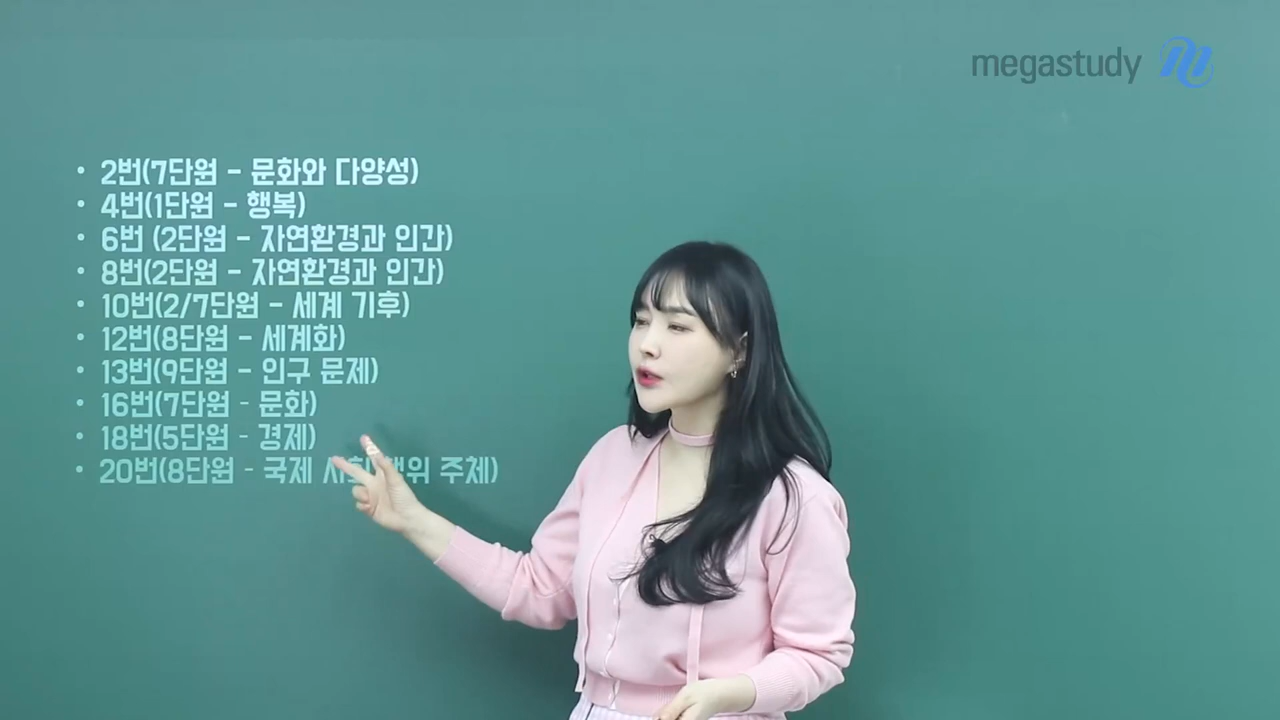 megastudy
• 2번(7단원 - 문화와 다양성)
• 4번(1단원 - 행복)
• 6번 (2단원 - 자연환경과 인간)
• 8번(2단원 - 자연환경과 인간)
• 10번(2/7단원 - 세계 기후)
• 12번(8단원 - 세계화)
• 13번(9단원 - 인구 문제)
• 16번(7단원 - 문화)
• 18번(5단원 - 경제)
• 20번(8단원 - 국제 사회 행위 주체)